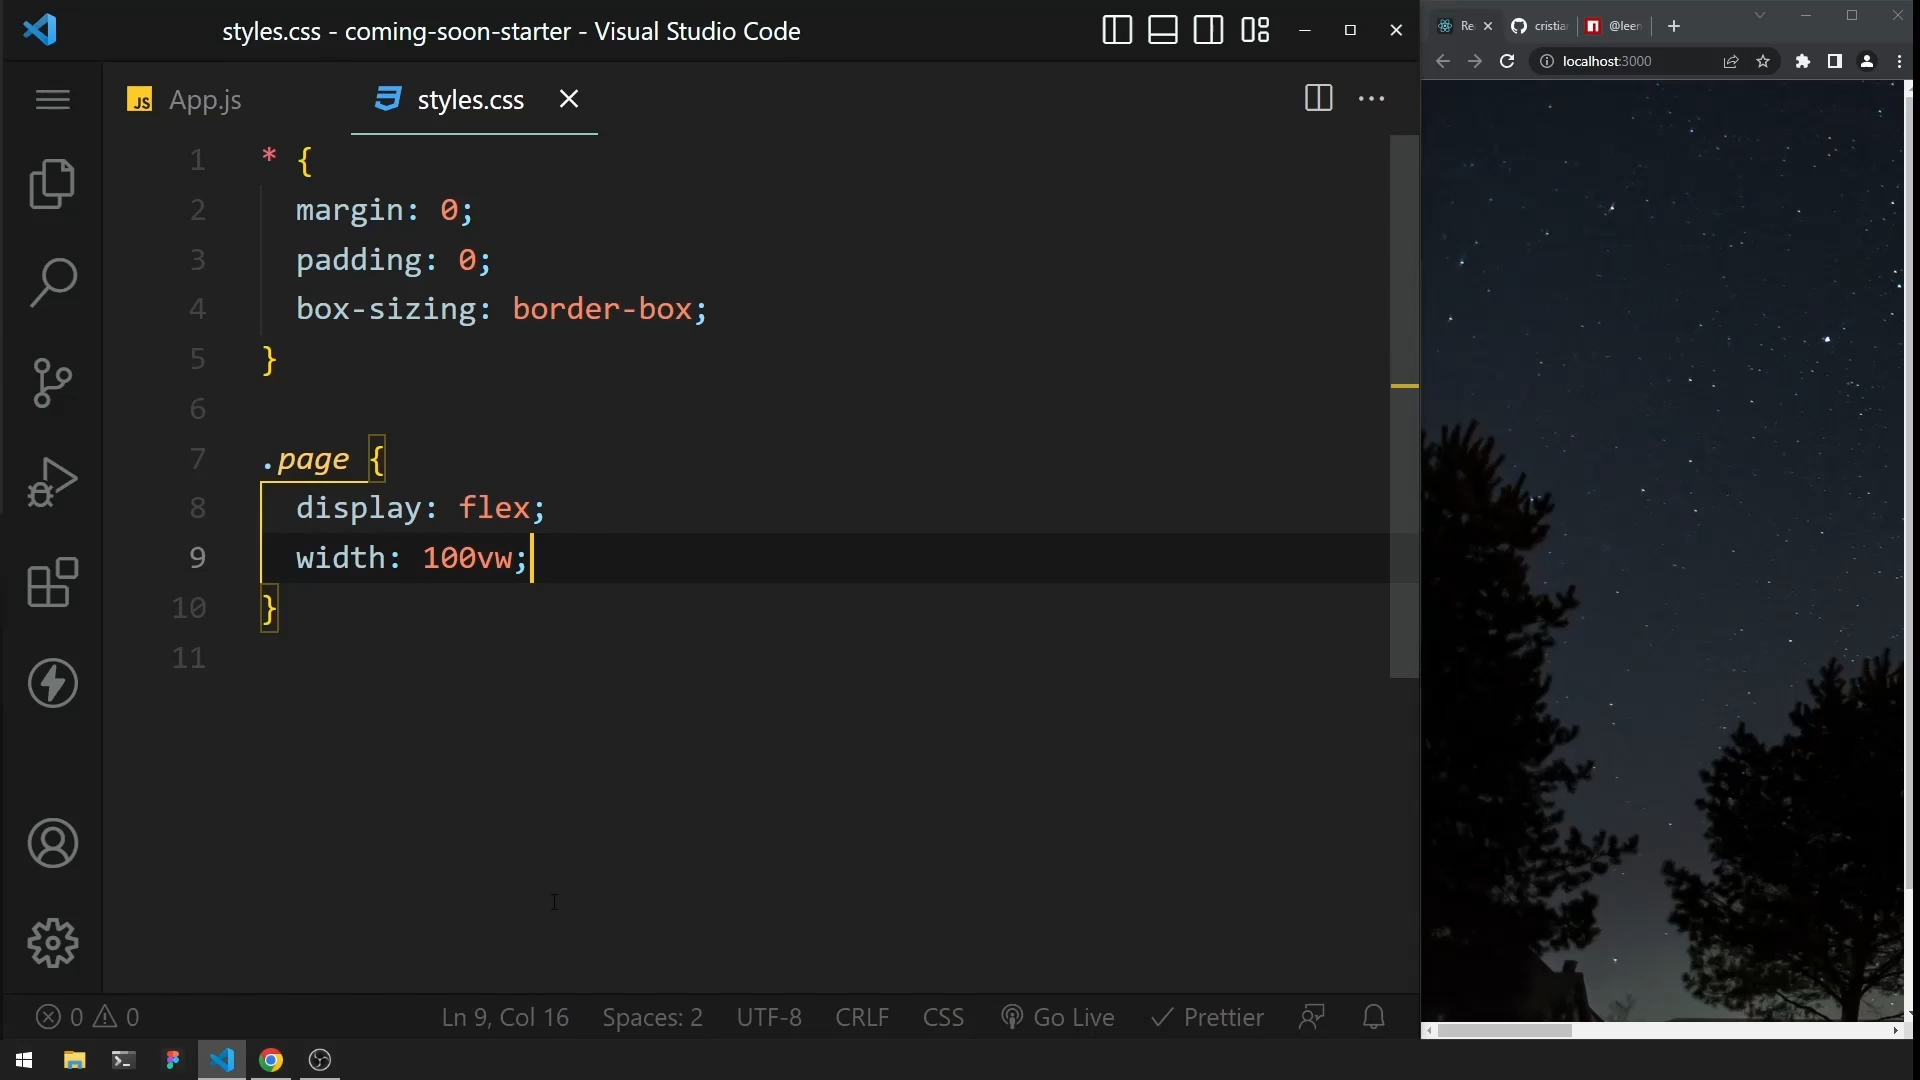 styles.css - coming-soon-starter - Visual Studio Code
Re
cristia
@leen
localhost:3000
JS App.js
styles.css
1 * {
2 margin: 0;
3 padding: 0;
4 box-sizing: border-box;
5 }
6
7 .page {
8 display: flex;
9 width: 100vw;
10 }
11
0 0 Ln 9, Col 16 Spaces: 2 UTF-8 CRLF CSS Go Live Prettier